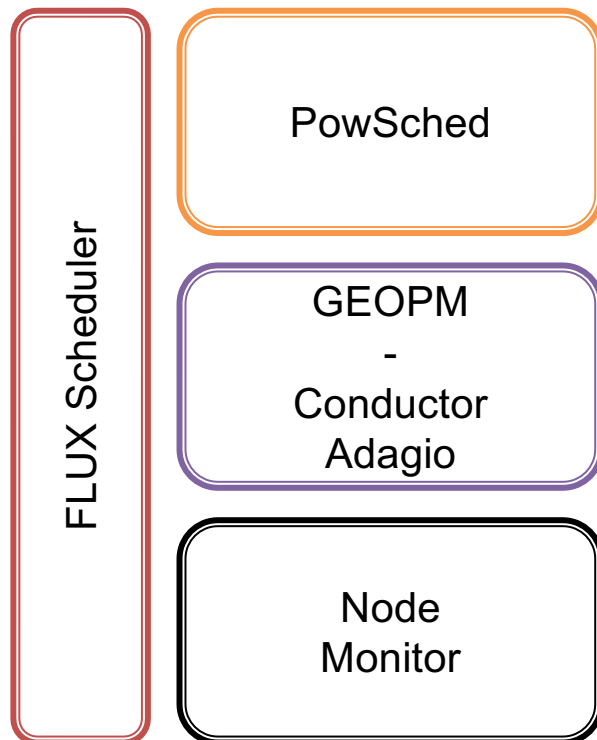 FLUX Scheduler
PowSched
GEOPM
-
Conductor
Adagio
Node
Monitor